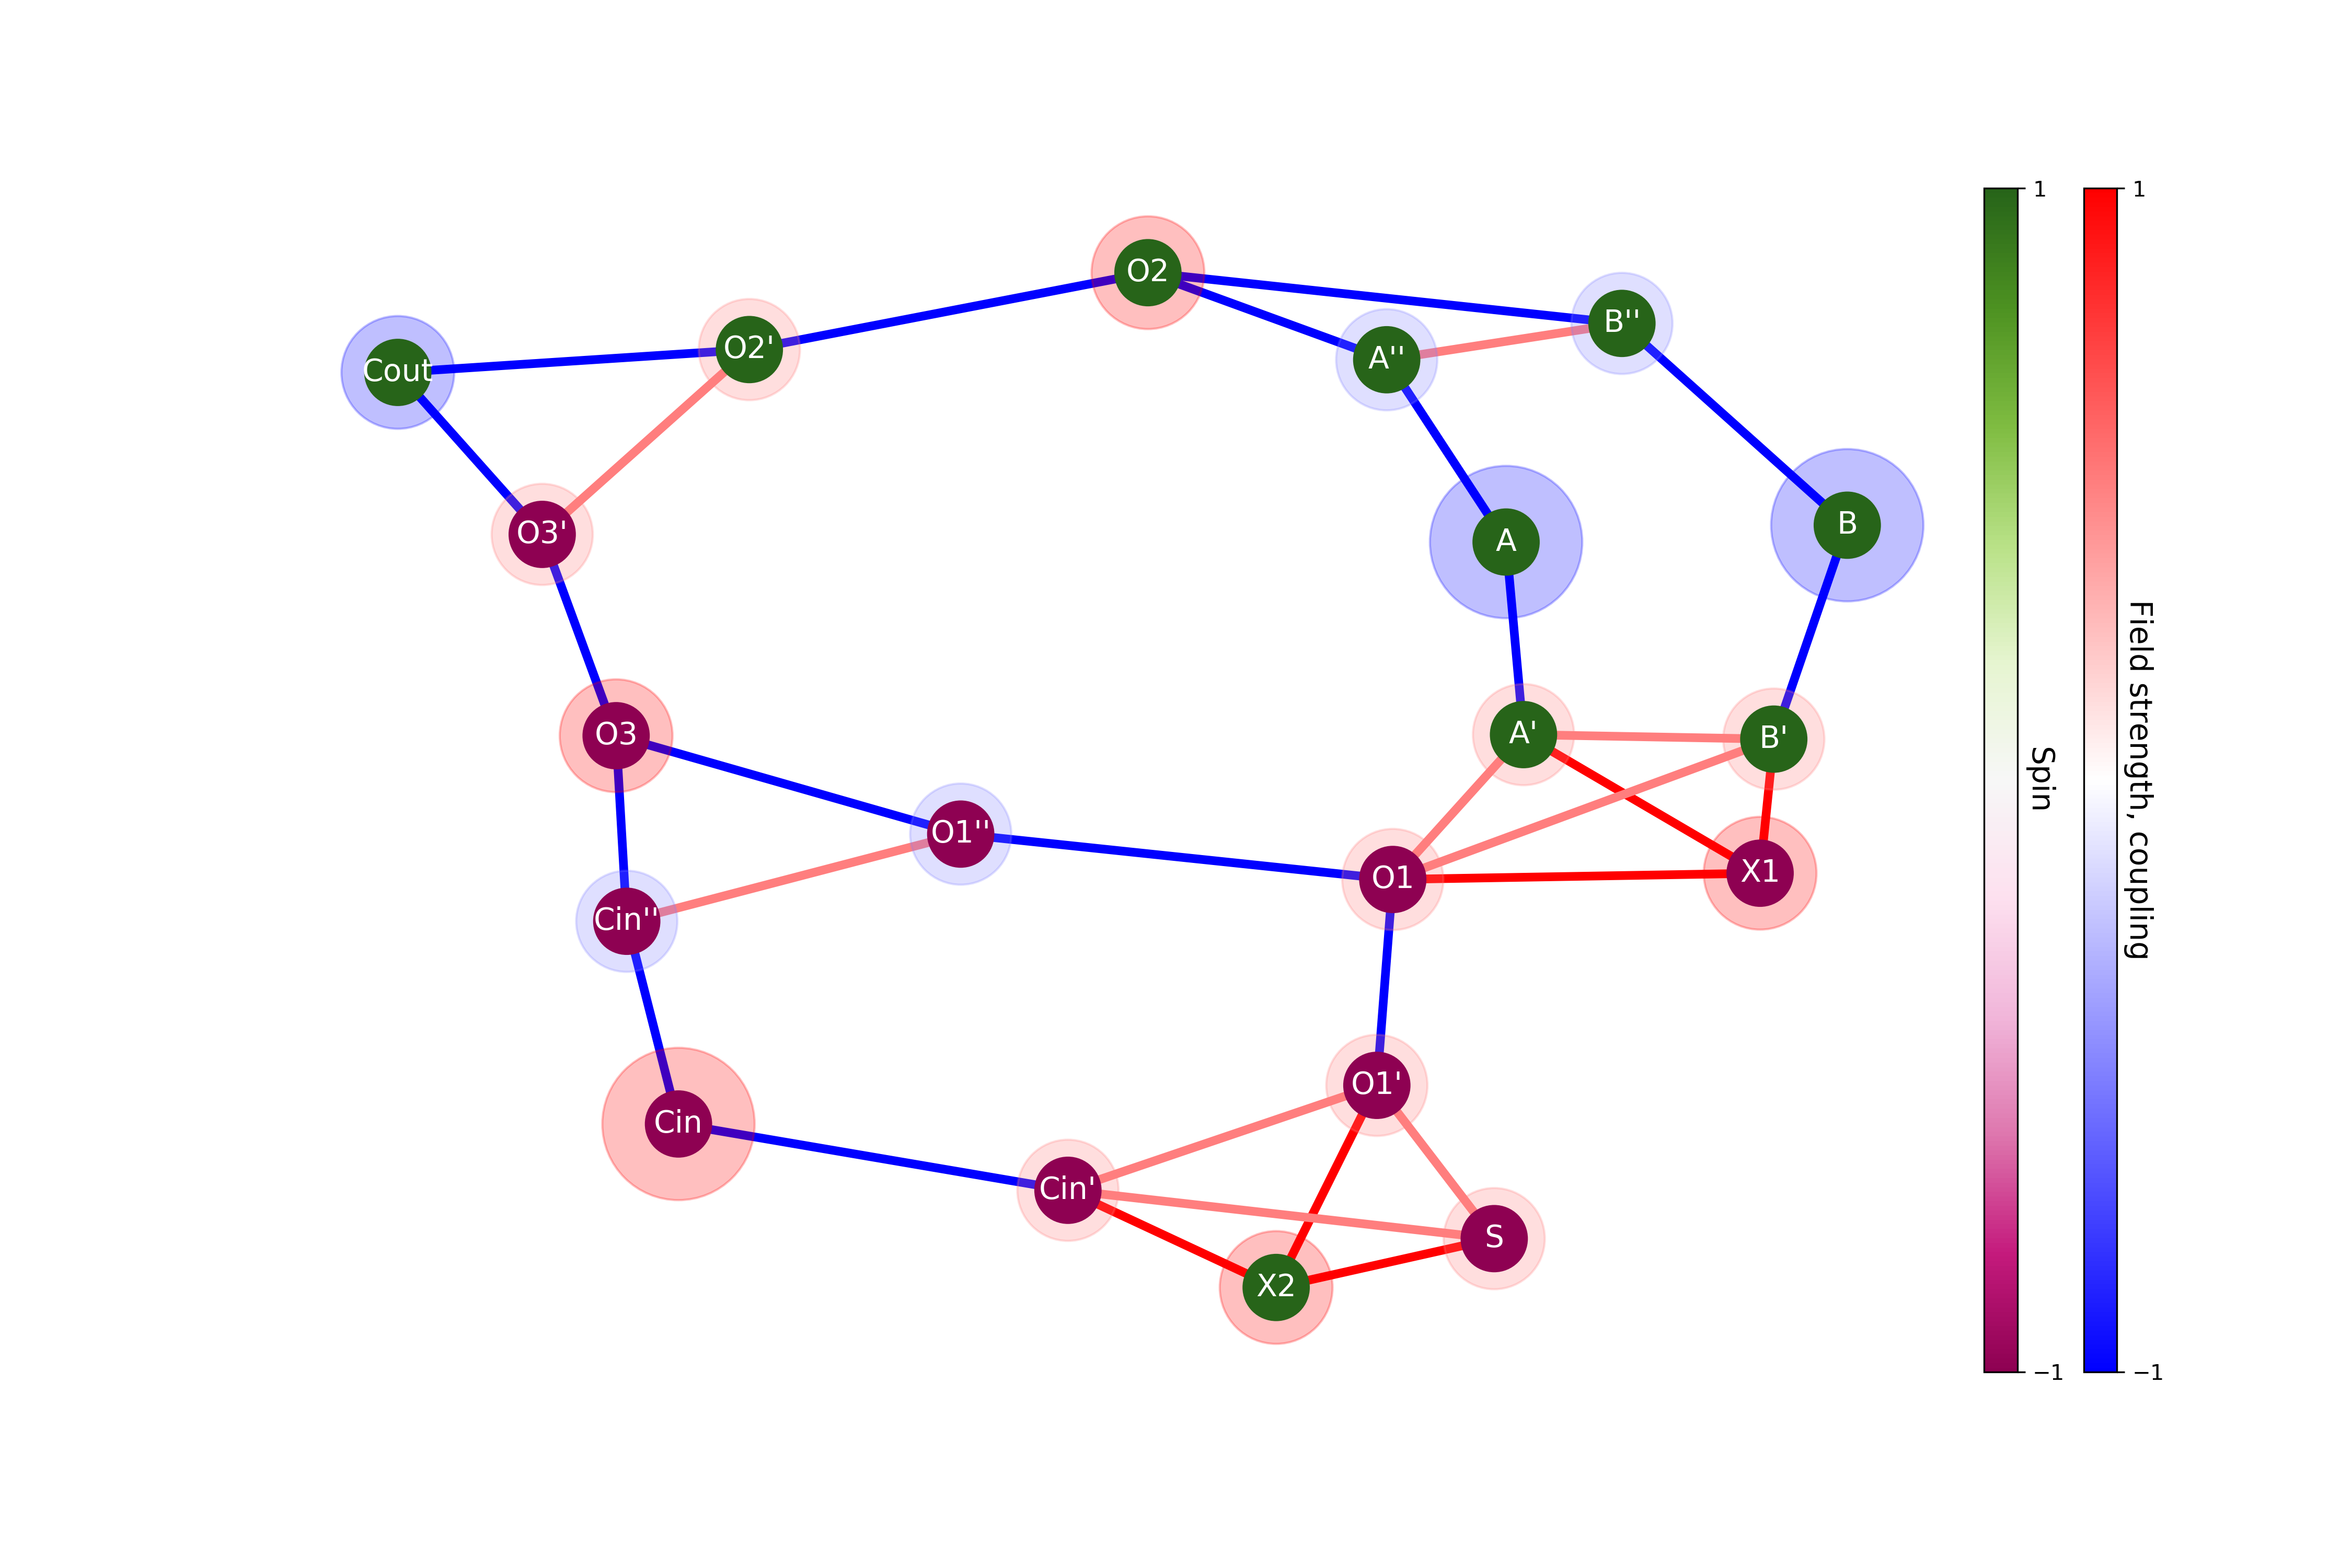 1
1
O2
B''
O2'
A''
Cout
B
O3'
A
O3
A'
B'
Spin
Field strength, coupling
O1''
X1
O1
Cin''
O1'
Cin
Cin'
S
X2
−1
−1